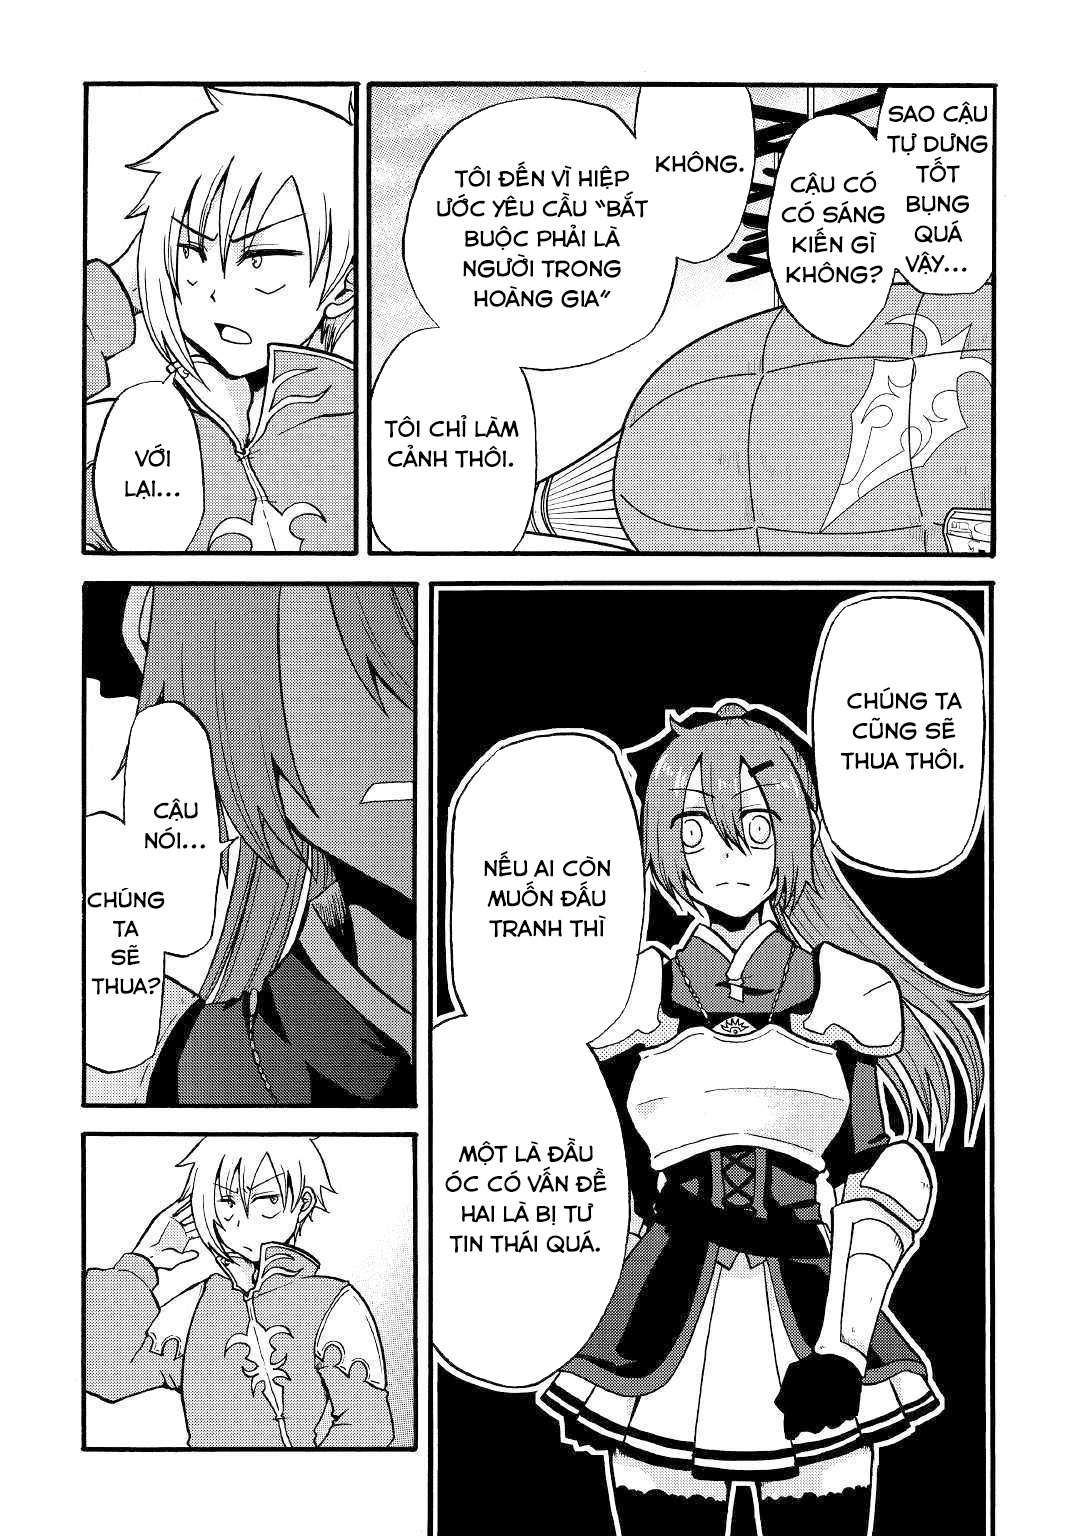 SAO CẬU
TỰ DƯNG
TỐT
BỤNG
QUÁ
VẬY...
CẬU CÓ
CÓ SÁNG
KIẾN GÌ
KHÔNG?
KHÔNG.
TÔI ĐẾN VÌ HIỆP
ƯỚC YÊU CẦU “BẮT
BUỘC PHẢI LÀ
NGƯỜI TRONG
HOÀNG GIA”
TÔI CHỈ LÀM
CẢNH THÔI.
VỚI
LẠI...
CHÚNG TA
CŨNG SẼ
THUA THÔI.
NẾU AI CÒN
MUỐN ĐẤU
TRANH THÌ
MỘT LÀ ĐẦU
ÓC CÓ VẤN ĐỀ
HAI LÀ BỊ TƯ
TIN THÁI QUÁ.
CẬU
NÓI...
CHÚNG
TA
SẼ
THUA?